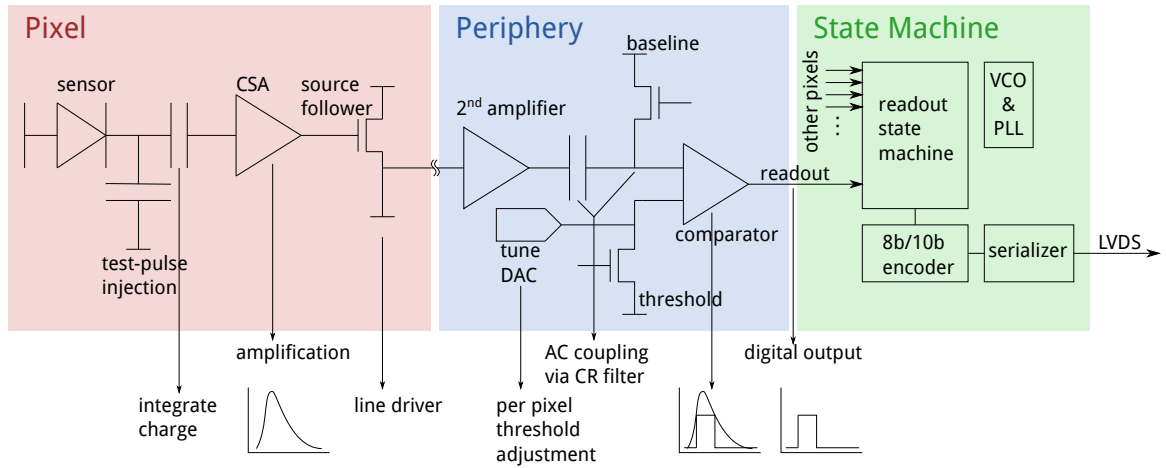 Pixel
Periphery
State Machine
sensor
CSA
source
follower
test-pulse
injection
baseline
2nd amplifier
tune
DAC
threshold
comparator
readout
other pixels
...
readout
state
machine
VCO
&
PLL
8b/10b
encoder
serializer
LVDS
integrate
charge
amplification
line driver
per pixel
threshold
adjustment
AC coupling
via CR filter
digital output